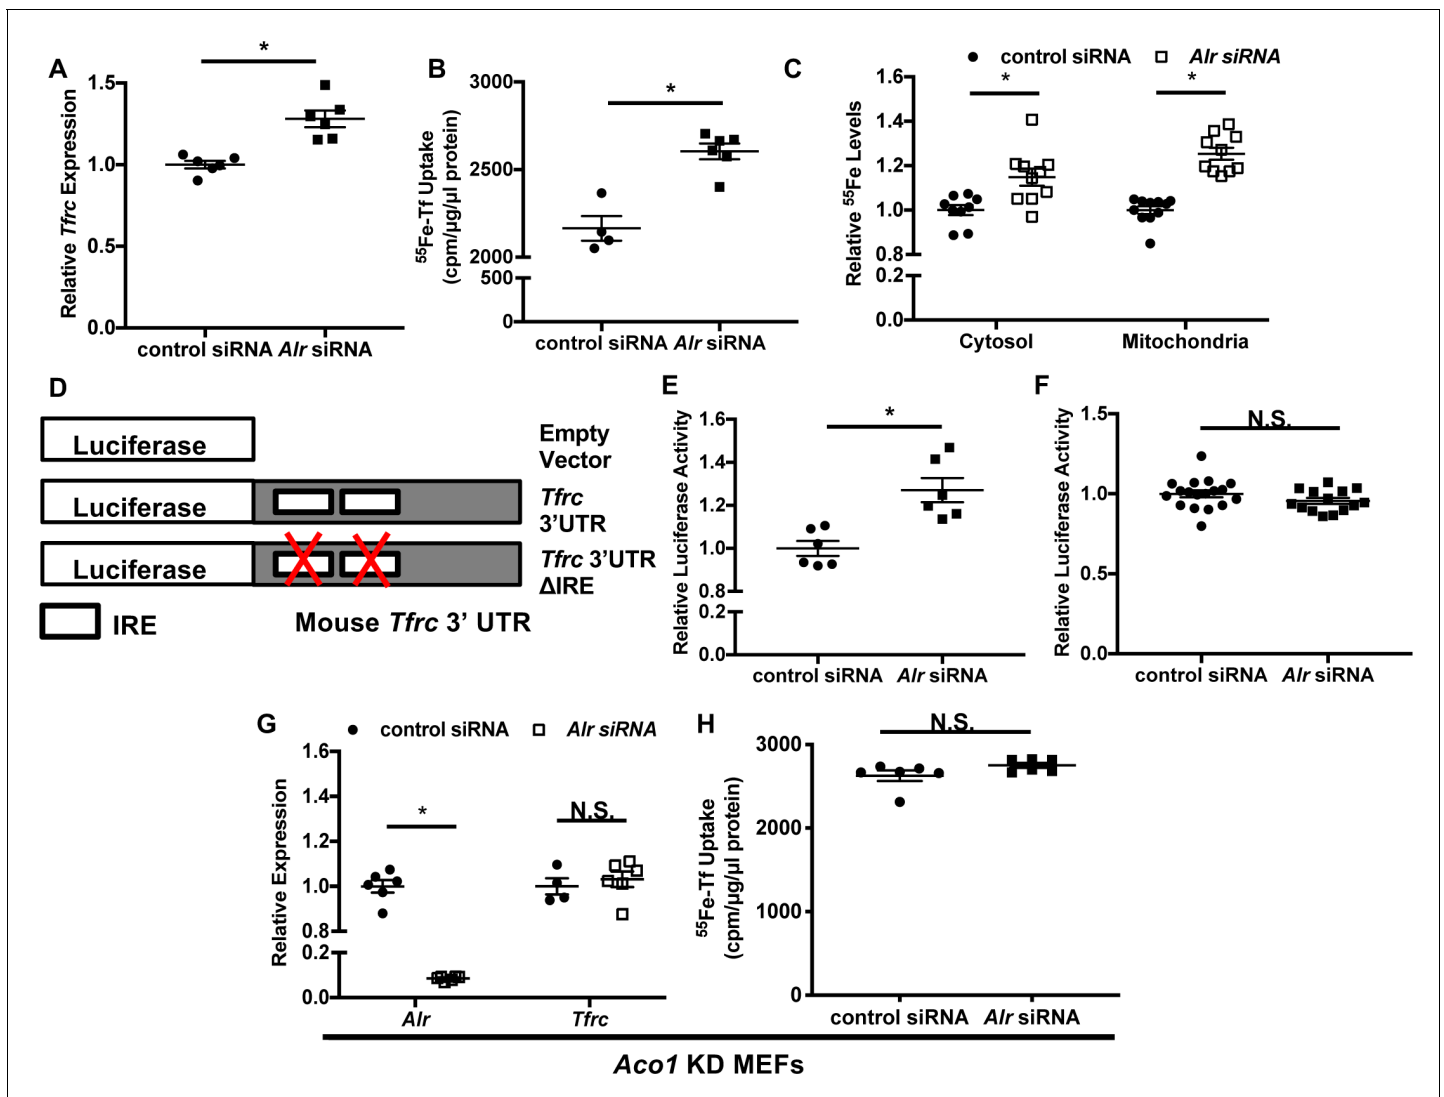 A
*
Relative Tfrc Expression
1.5
1.0
0.5
0.0
control siRNA Alr siRNA
B
*
55Fe-Tf Uptake
(cpm/µg/µl protein)
3000
2500
2000
500
0
control siRNA Alr siRNA
C
control siRNA Alr siRNA
* *
Relative 55Fe Levels
1.6
1.4
1.2
1.0
0.8
0.2
0.0
Cytosol Mitochondria
D
Luciferase
Empty
Vector
Luciferase
Tfrc
3'UTR
Luciferase
Tfrc 3'UTR
ΔIRE
IRE
Mouse Tfrc 3' UTR
E
*
Relative Luciferase Activity
1.6
1.4
1.2
1.0
0.8
0.2
0.0
control siRNA Alr siRNA
F
N.S.
Relative Luciferase Activity
1.5
1.0
0.5
0.0
control siRNA Alr siRNA
G
control siRNA Alr siRNA
* N.S.
Relative Expression
1.6
1.4
1.2
1.0
0.8
0.2
0.0
Alr Tfrc
H
N.S.
55Fe-Tf Uptake
(cpm/µg/µl protein)
3000
2000
1000
0
control siRNA Alr siRNA
Aco1 KD MEFs